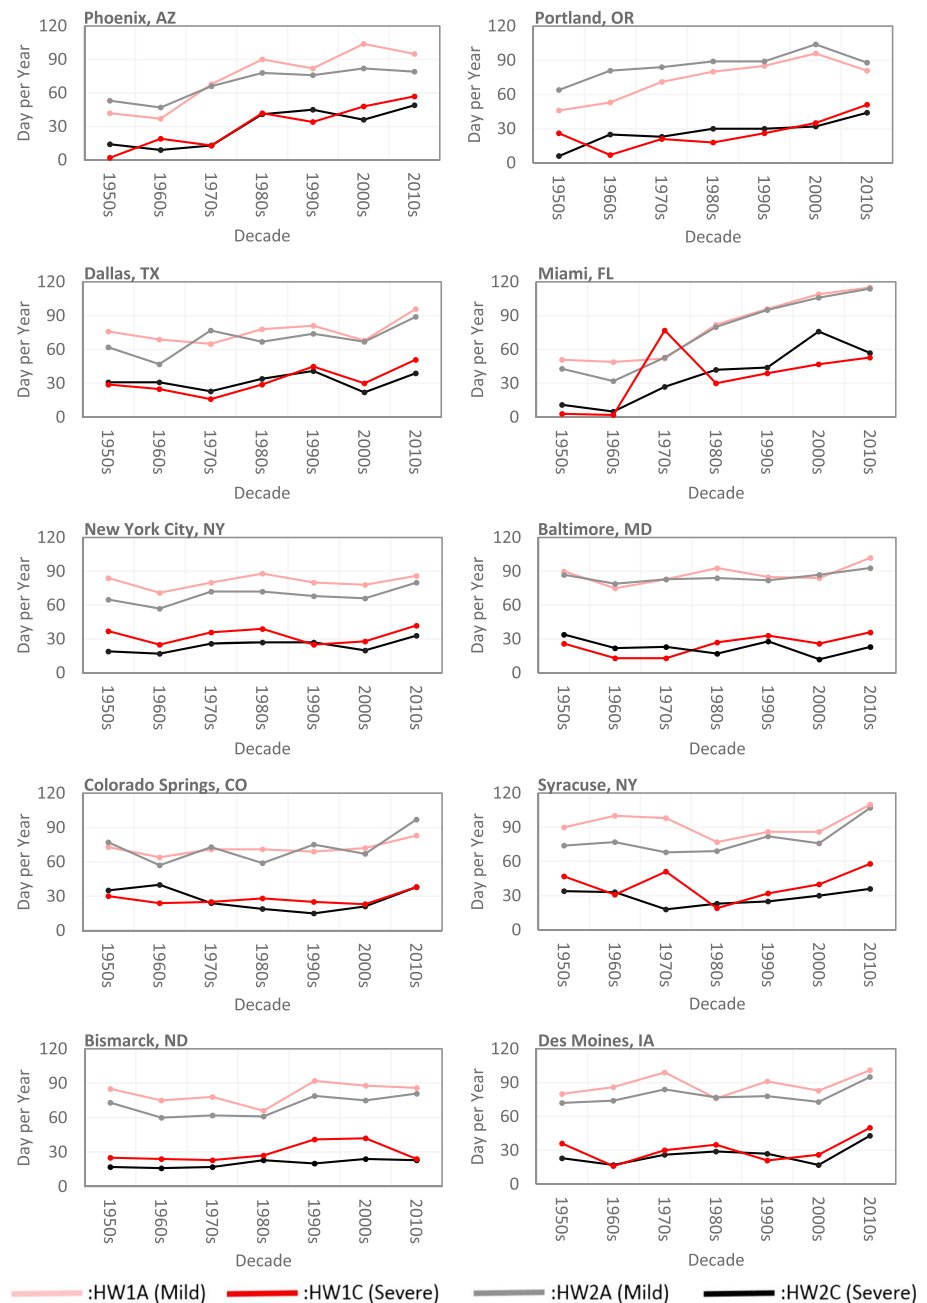 Phoenix, AZ
Day per Year
120
90
60
30
0
1950s 1960s 1970s 1980s 1990s 2000s 2010s
Decade
Portland, OR
Day per Year
120
90
60
30
0
1950s 1960s 1970s 1980s 1990s 2000s 2010s
Decade
Dallas, TX
Day per Year
120
90
60
30
0
1950s 1960s 1970s 1980s 1990s 2000s 2010s
Decade
Miami, FL
Day per Year
120
90
60
30
0
1950s 1960s 1970s 1980s 1990s 2000s 2010s
Decade
New York City, NY
Day per Year
120
90
60
30
0
1950s 1960s 1970s 1980s 1990s 2000s 2010s
Decade
Baltimore, MD
Day per Year
120
90
60
30
0
1950s 1960s 1970s 1980s 1990s 2000s 2010s
Decade
Colorado Springs, CO
Day per Year
120
90
60
30
0
1950s 1960s 1970s 1980s 1990s 2000s 2010s
Decade
Syracuse, NY
Day per Year
120
90
60
30
0
1950s 1960s 1970s 1980s 1990s 2000s 2010s
Decade
Bismarck, ND
Day per Year
120
90
60
30
0
1950s 1960s 1970s 1980s 1990s 2000s 2010s
Decade
Des Moines, IA
Day per Year
120
90
60
30
0
1950s 1960s 1970s 1980s 1990s 2000s 2010s
Decade
:HW1A (Mild) :HW1C (Severe) :HW2A (Mild) :HW2C (Severe)